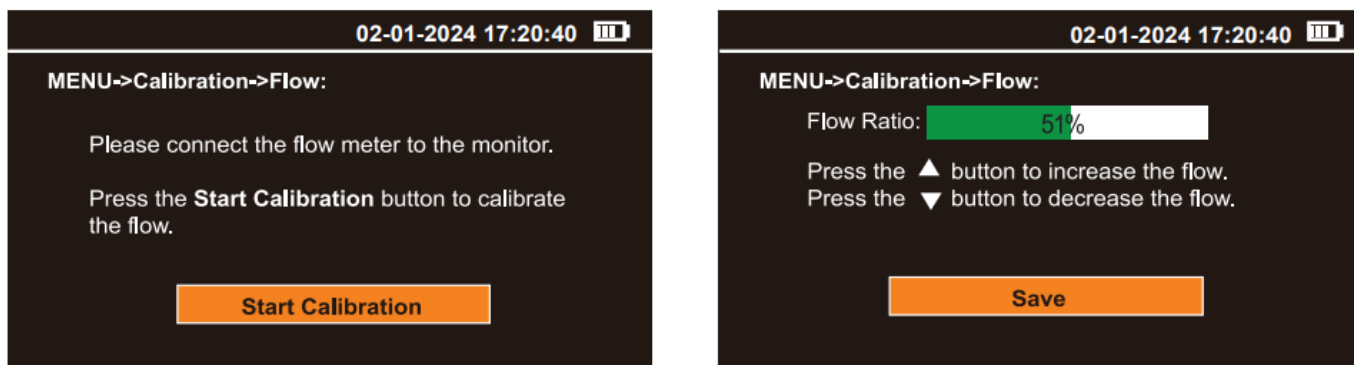 02-01-2024 17:20:40
MENU->Calibration->Flow:
Please connect the flow meter to the monitor.
Press the Start Calibration button to calibrate
the flow.
Start Calibration
02-01-2024 17:20:40
MENU->Calibration->Flow:
Flow Ratio: 51%
Press the ▲ button to increase the flow.
Press the ▼ button to decrease the flow.
Save